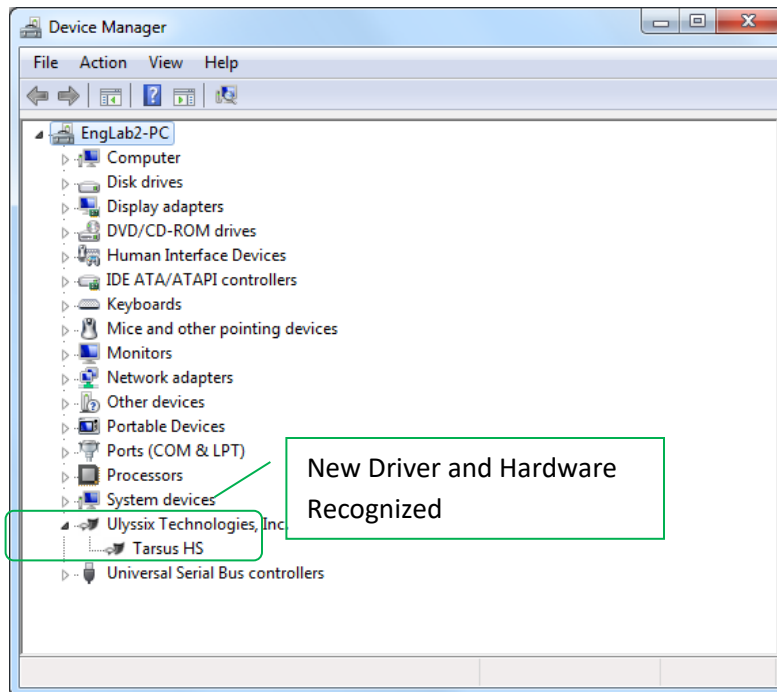 Device Manager
File Action View Help
EngLab2-PC
Computer
Disk drives
Display adapters
DVD/CD-ROM drives
Human Interface Devices
IDE ATA/ATAPI controllers
Keyboards
Mice and other pointing devices
Monitors
Network adapters
Other devices
Portable Devices
Ports (COM & LPT)
Processors
System devices
Ulyssix Technologies, Inc.
Tarsus HS
Universal Serial Bus controllers
New Driver and Hardware
Recognized